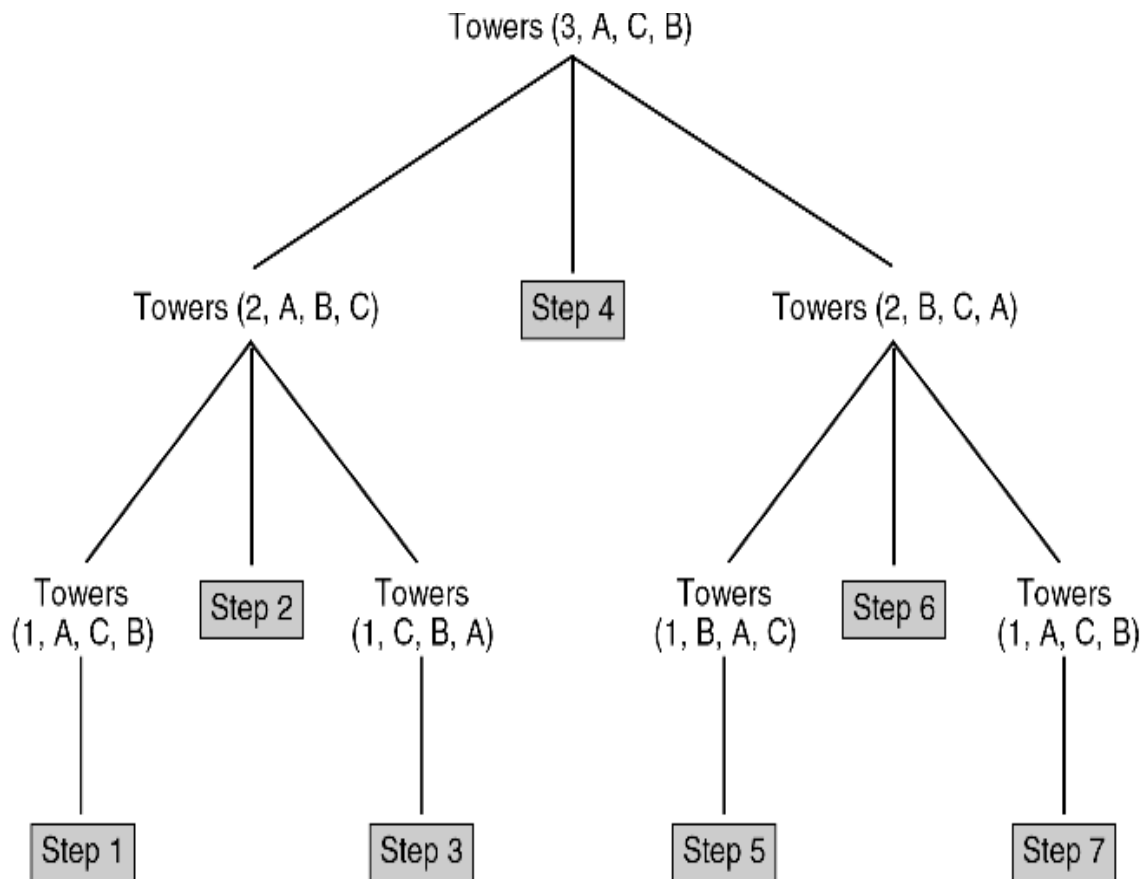 Towers (3, A, C, B)
Towers (2, A, B, C)
Step 4
Towers (2, B, C, A)
Towers
(1, A, C, B)
Step 2
Towers
(1, C, B, A)
Towers
(1, B, A, C)
Step 6
Towers
(1, A, C, B)
Step 1
Step 3
Step 5
Step 7